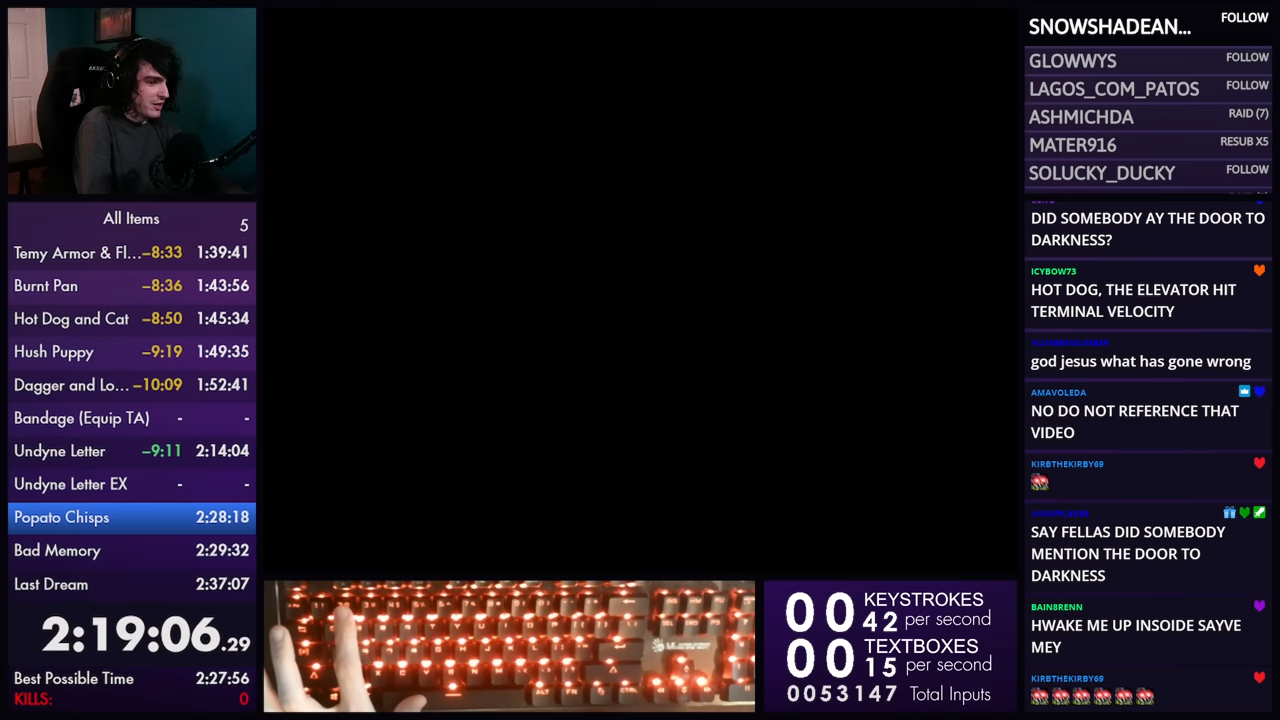 All Items
5
Temy Armor & Fl... −8:33 1:39:41
Burnt Pan −8:36 1:43:56
Hot Dog and Cat −8:50 1:45:34
Hush Puppy −9:19 1:49:35
Dagger and Lo... −10:09 1:52:41
Bandage (Equip TA) - -
Undyne Letter −9:11 2:14:04
Undyne Letter EX - -
Popato Chisps 2:28:18
Bad Memory 2:29:32
Last Dream 2:37:07
2:19:06.29
Best Possible Time 2:27:56
KILLS: 0
00 42 KEYSTROKES per second
00 15 TEXTBOXES per second
0053147 Total Inputs
SNOWSHADEAN... FOLLOW
GLOWWYS FOLLOW
LAGOS_COM_PATOS FOLLOW
ASHMICHDA RAID (7)
MATER916 RESUB X5
SOLUCKY_DUCKY FOLLOW
DID SOMEBODY AY THE DOOR TO
DARKNESS?
ICYBOW73
HOT DOG, THE ELEVATOR HIT
TERMINAL VELOCITY
god jesus what has gone wrong
AMAVOLEDA
NO DO NOT REFERENCE THAT
VIDEO
KIRBTHEKIRBY69
SAY FELLAS DID SOMEBODY
MENTION THE DOOR TO
DARKNESS
BAIN8RENN
HWAKE ME UP INSOIDE SAYVE
MEY
KIRBTHEKIRBY69